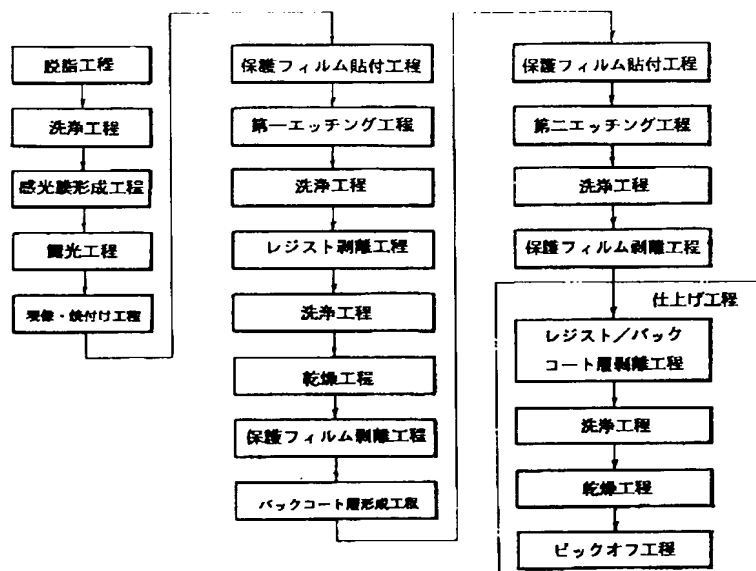 脱脂工程
洗浄工程
感光膜形成工程
露光工程
現像・焼付け工程
保護フィルム貼付工程
第一エッチング工程
洗浄工程
レジスト剥離工程
洗浄工程
乾燥工程
保護フィルム剥離工程
バックコート層形成工程
保護フィルム貼付工程
第二エッチング工程
洗浄工程
保護フィルム剥離工程
仕上げ工程
レジスト／バック
コート層剥離工程
洗浄工程
乾燥工程
ピックオフ工程